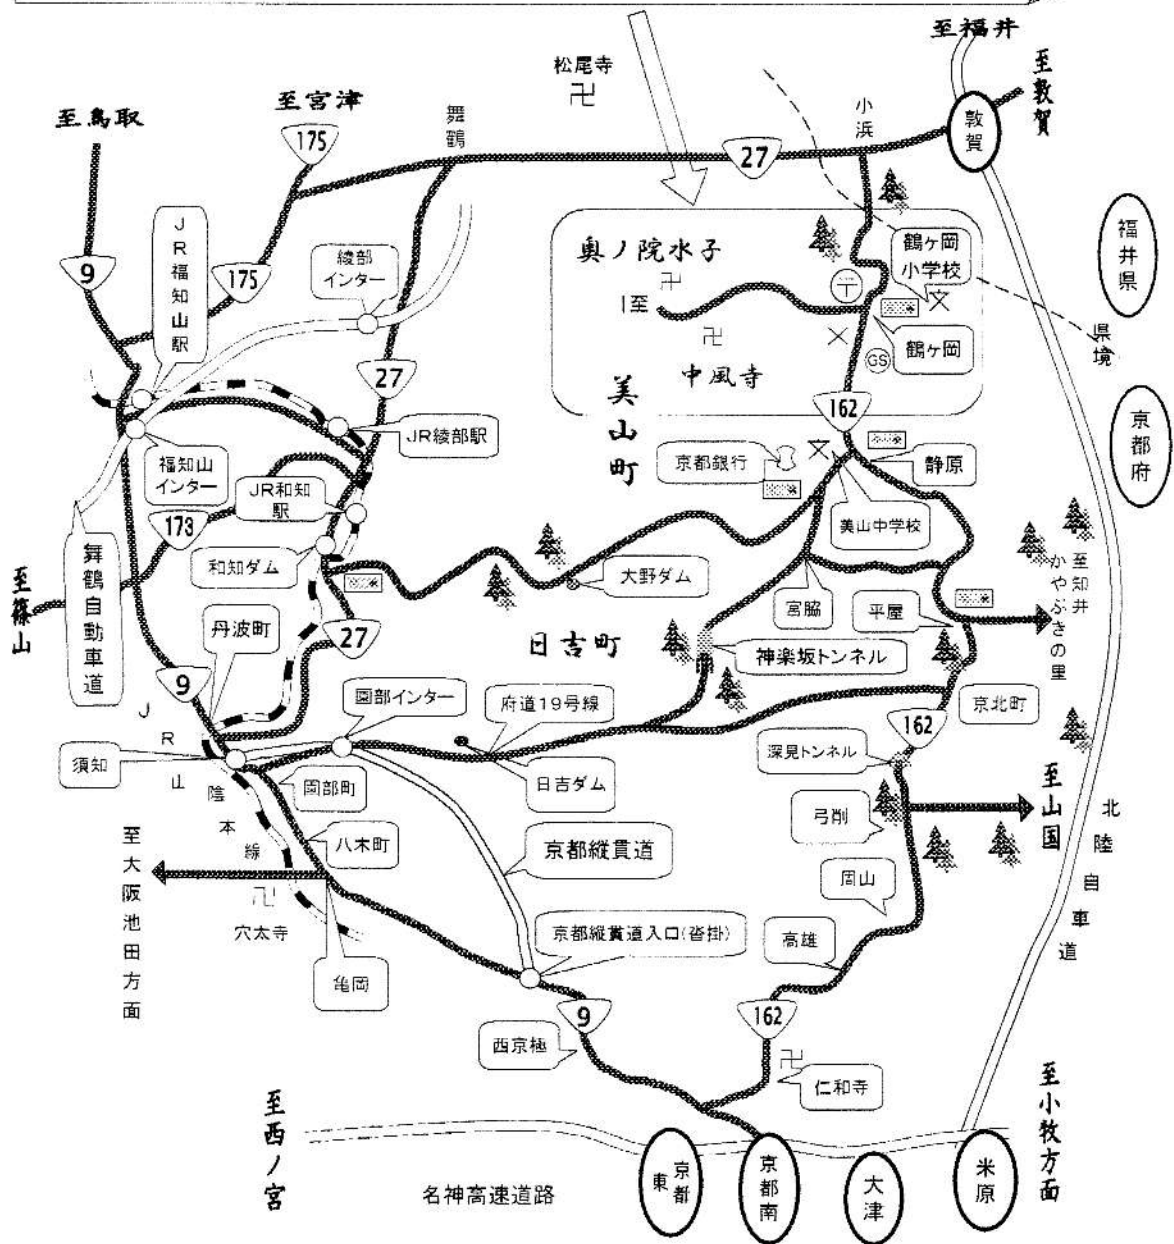 至福井
至敦賀
松尾寺
卍
小浜
敦賀
至宮津
至鳥取
舞鶴
175
27
福井県
JR福知山駅
9
175
綾部
インター
奥ノ院水子
卍
鶴ヶ岡
小学校
〒
文
至
卍
GS
鶴ヶ岡
中風寺
県境
京都府
27
美山町
162
JR綾部駅
京都銀行
文
静原
福知山
インター
JR和知
駅
173
美山中学校
和知ダム
大野ダム
宮脇
平屋
至知井
かやぶきの里
舞鶴自動車道
至篠山
丹波町
27
日吉町
神楽坂トンネル
9
園部インター
府道19号線
京北町
162
須知
JR山陰本線
深見トンネル
園部町
日吉ダム
至山国
弓削
北陸自動車道
八木町
京都縦貫道
至大阪池田方面
卍
穴太寺
周山
亀岡
京都縦貫道入口(沓掛)
高雄
9
162
西京極
卍
仁和寺
至西ノ宮
至小牧方面
名神高速道路
京都東
京都南
大津
米原